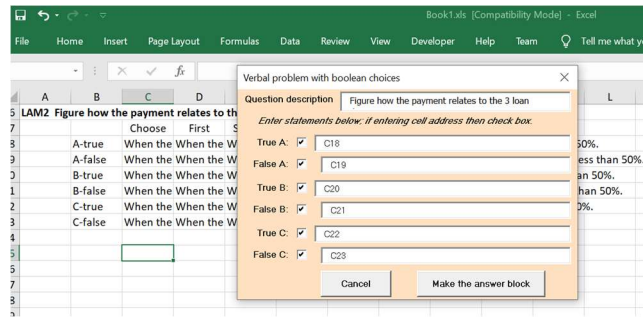 Book1.xls [Compatibility Mode] - Excel
File Home Insert Page Layout Formulas Data Review View Developer Help Team Tell me what y
fx
Verbal problem with boolean choices
Question description Figure how the payment relates to the 3 loan
Enter statements below; if entering cell address then check box.
True A: C18
False A: C19
True B: C20
False B: C21
True C: C22
False C: C23
Cancel Make the answer block
A B C D L
LAM2 Figure how the payment relates to th
Choose First S
A-true When the When the W 50%.
A-false When the When the W ess than 50%.
B-true When the When the W an 50%.
B-false When the When the W han 50%.
C-true When the When the W 0%.
C-false When the When the W